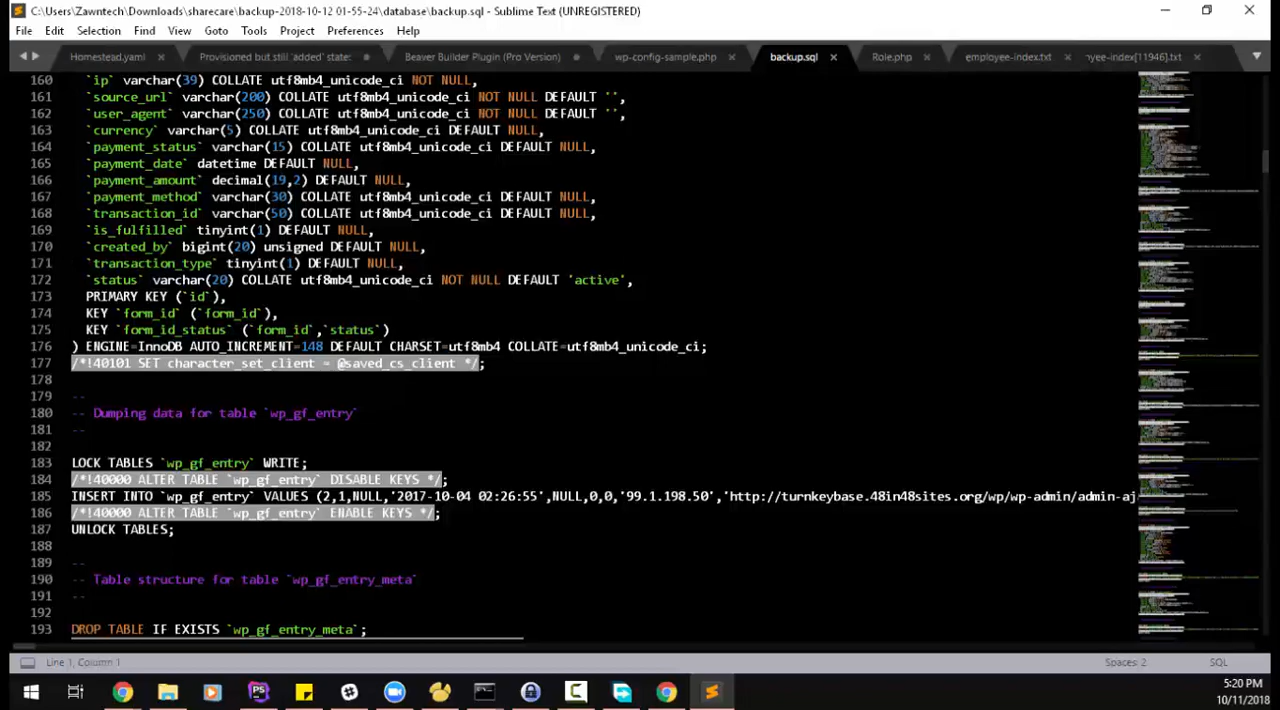 C:\Users\Zawntech\Downloads\sharecare\backup-2018-10-12 01-55-24\database\backup.sql - Sublime Text (UNREGISTERED)
File Edit Selection Find View Goto Tools Project Preferences Help
Homestead.yaml Provisioned but still 'added' state: Beaver Builder Plugin (Pro Version) wp-config-sample.php backup.sql Role.php employee-index.txt yee-index[11946].txt
160 `ip` varchar(39) COLLATE utf8mb4_unicode_ci NOT NULL,
161 `source_url` varchar(200) COLLATE utf8mb4_unicode_ci NOT NULL DEFAULT '',
162 `user_agent` varchar(250) COLLATE utf8mb4_unicode_ci NOT NULL DEFAULT '',
163 `currency` varchar(5) COLLATE utf8mb4_unicode_ci DEFAULT NULL,
164 `payment_status` varchar(15) COLLATE utf8mb4_unicode_ci DEFAULT NULL,
165 `payment_date` datetime DEFAULT NULL,
166 `payment_amount` decimal(19,2) DEFAULT NULL,
167 `payment_method` varchar(30) COLLATE utf8mb4_unicode_ci DEFAULT NULL,
168 `transaction_id` varchar(50) COLLATE utf8mb4_unicode_ci DEFAULT NULL,
169 `is_fulfilled` tinyint(1) DEFAULT NULL,
170 `created_by` bigint(20) unsigned DEFAULT NULL,
171 `transaction_type` tinyint(1) DEFAULT NULL,
172 `status` varchar(20) COLLATE utf8mb4_unicode_ci NOT NULL DEFAULT 'active',
173 PRIMARY KEY (`id`),
174 KEY `form_id` (`form_id`),
175 KEY `form_id_status` (`form_id`,`status`)
176 ) ENGINE=InnoDB AUTO_INCREMENT=148 DEFAULT CHARSET=utf8mb4 COLLATE=utf8mb4_unicode_ci;
177 /*!40101 SET character_set_client = @saved_cs_client */;
178
179 --
180 -- Dumping data for table `wp_gf_entry`
181 --
182
183 LOCK TABLES `wp_gf_entry` WRITE;
184 /*!40000 ALTER TABLE `wp_gf_entry` DISABLE KEYS */;
185 INSERT INTO `wp_gf_entry` VALUES (2,1,NULL,'2017-10-04 02:26:55',NULL,0,0,'99.1.198.50','http://turnkeybase.48in48sites.org/wp/wp-admin/admin-aj
186 /*!40000 ALTER TABLE `wp_gf_entry` ENABLE KEYS */;
187 UNLOCK TABLES;
188
189 --
190 -- Table structure for table `wp_gf_entry_meta`
191 --
192
193 DROP TABLE IF EXISTS `wp_gf_entry_meta`;
Line 1, Column 1 Spaces: 2 SQL
5:20 PM
10/11/2018